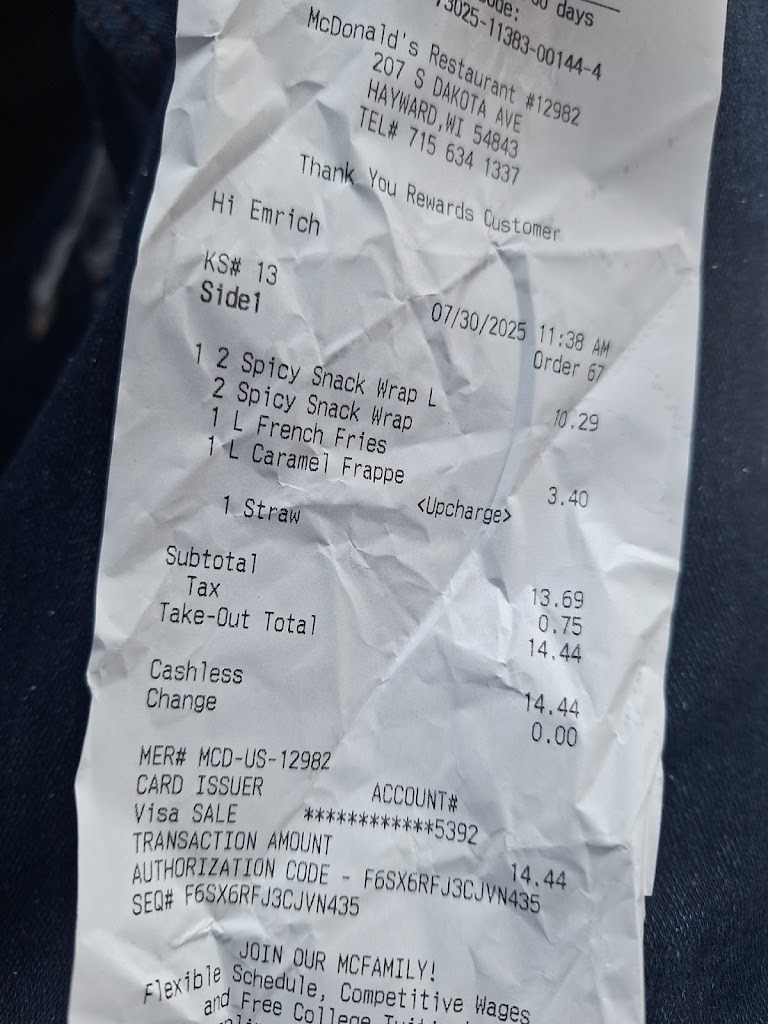 days
73025-11383-00144-4
McDonald's Restaurant #12982
207 S DAKOTA AVE
HAYWARD,WI 54843
TEL# 715 634 1337
Thank You Rewards Customer
Hi Emrich
KS# 13
Side1
07/30/2025 11:38 AM
Order 67
1 2 Spicy Snack Wrap L 10.29
2 Spicy Snack Wrap
1 L French Fries
1 L Caramel Frappe 3.40
<Upcharge>
1 Straw
Subtotal 13.69
Tax 0.75
Take-Out Total 14.44
Cashless 14.44
Change 0.00
MER# MCD-US-12982
CARD ISSUER ACCOUNT#
Visa SALE ************5392
TRANSACTION AMOUNT 14.44
AUTHORIZATION CODE - F6SX6RFJ3CJVN435
SEQ# F6SX6RFJ3CJVN435
JOIN OUR MCFAMILY!
Flexible Schedule, Competitive Wages
and Free College